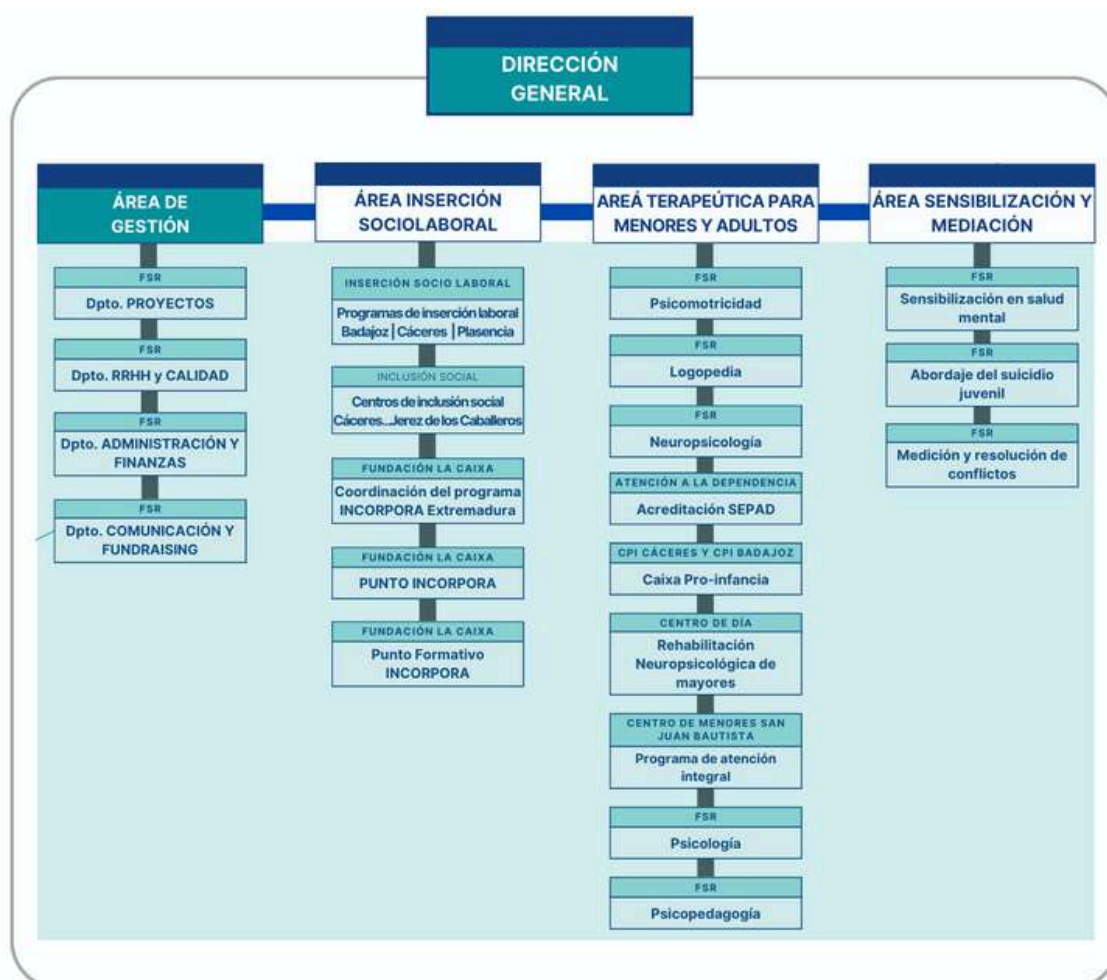 DIRECCIÓN
GENERAL
ÁREA DE
GESTIÓN
FSR
Dpto. PROYECTOS
FSR
Dpto. RRHH y CALIDAD
FSR
Dpto. ADMINISTRACIÓN Y
FINANZAS
FSR
Dpto. COMUNICACIÓN Y
FUNDRAISING
ÁREA INSERCIÓN
SOCIOLABORAL
INSERCIÓN SOCIO LABORAL
Programas de inserción laboral
Badajoz | Cáceres | Plasencia
INCLUSIÓN SOCIAL
Centros de inclusión social
Cáceres...Jerez de los Caballeros
FUNDACIÓN LA CAIXA
Coordinación del programa
INCORPORA Extremadura
FUNDACIÓN LA CAIXA
PUNTO INCORPORA
FUNDACIÓN LA CAIXA
Punto Formativo
INCORPORA
AREÁ TERAPEÚTICA PARA
MENORES Y ADULTOS
FSR
Psicomotricidad
FSR
Logopedia
FSR
Neuropsicología
ATENCIÓN A LA DEPENDENCIA
Acreditación SEPAD
CPI CÁCERES Y CPI BADAJOZ
Caixa Pro-infancia
CENTRO DE DÍA
Rehabilitación
Neuropsicológica de
mayores
CENTRO DE MENORES SAN
JUAN BAUTISTA
Programa de atención
integral
FSR
Psicología
FSR
Psicopedagogía
ÁREA SENSIBILIZACIÓN Y
MEDIACIÓN
FSR
Sensibilización en salud
mental
FSR
Abordaje del suicidio
juvenil
FSR
Medición y resolución de
conflictos